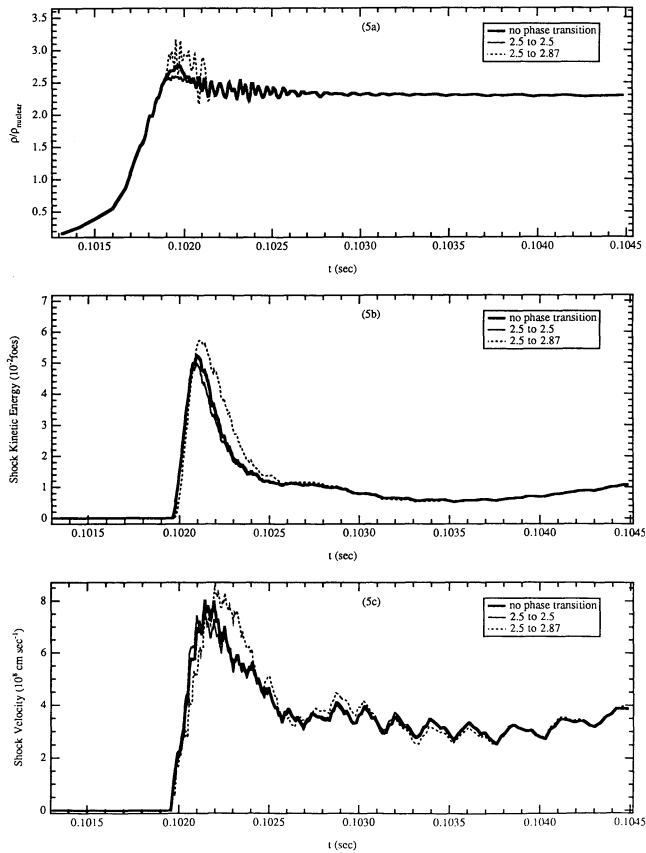 (5a)
no phase transition
2.5 to 2.5
2.5 to 2.87
3.5
3.0
2.5
2.0
1.5
1.0
0.5
ρ/ρnuclear
0.1015 0.1020 0.1025 0.1030 0.1035 0.1040 0.1045
t (sec)
(5b)
no phase transition
2.5 to 2.5
2.5 to 2.87
7
6
5
4
3
2
1
0
Shock Kinetic Energy (10⁻²foes)
0.1015 0.1020 0.1025 0.1030 0.1035 0.1040 0.1045
t (sec)
(5c)
no phase transition
2.5 to 2.5
2.5 to 2.87
8
6
4
2
0
Shock Velocity (10⁸ cm sec⁻¹)
0.1015 0.1020 0.1025 0.1030 0.1035 0.1040 0.1045
t (sec)